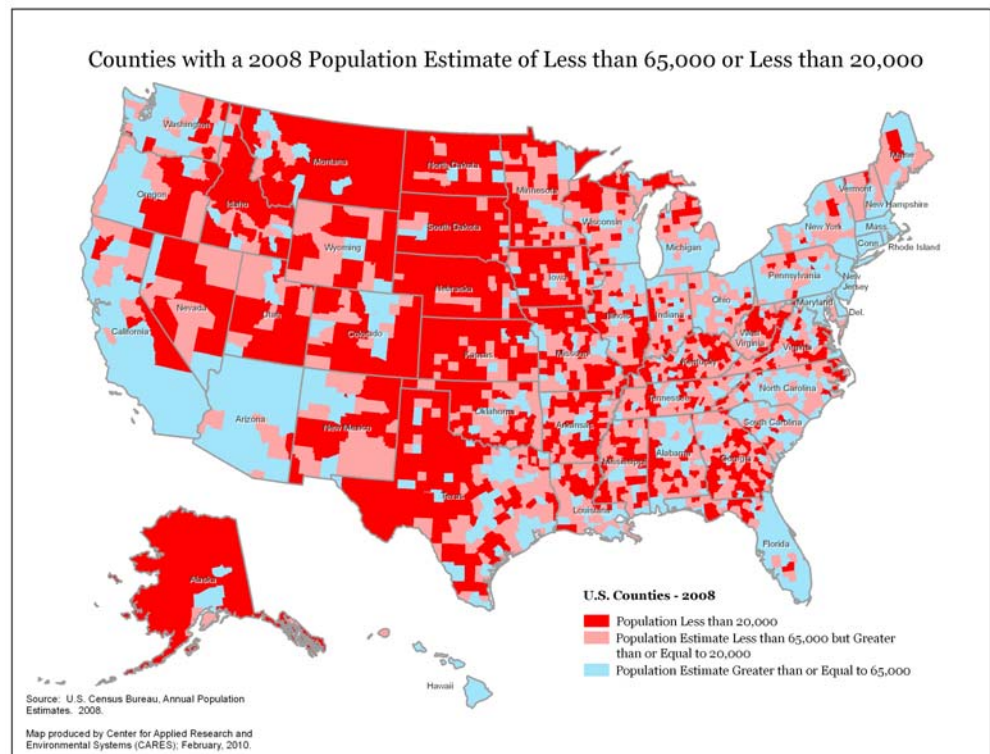 Counties with a 2008 Population Estimate of Less than 65,000 or Less than 20,000
Washington
Montana
North Dakota
Minnesota
Maine
Oregon
Idaho
Wyoming
South Dakota
Wisconsin
Michigan
Vermont
New Hampshire
New York
Mass.
Conn.
Rhode Island
Nebraska
Iowa
Pennsylvania
New
Jersey
Nevada
Utah
Colorado
Illinois
Indiana
Ohio
Maryland
Del.
California
Kansas
Missouri
West
Virginia
Virginia
Kentucky
Arizona
New Mexico
Oklahoma
Arkansas
Tennessee
North Carolina
South Carolina
Texas
Louisiana
Mississippi
Alabama
Georgia
Florida
Alaska
Hawaii
U.S. Counties - 2008
Population Less than 20,000
Population Estimate Less than 65,000 but Greater
than or Equal to 20,000
Population Estimate Greater than or Equal to 65,000
Source: U.S. Census Bureau, Annual Population
Estimates. 2008.
Map produced by Center for Applied Research and
Environmental Systems (CARES); February, 2010.